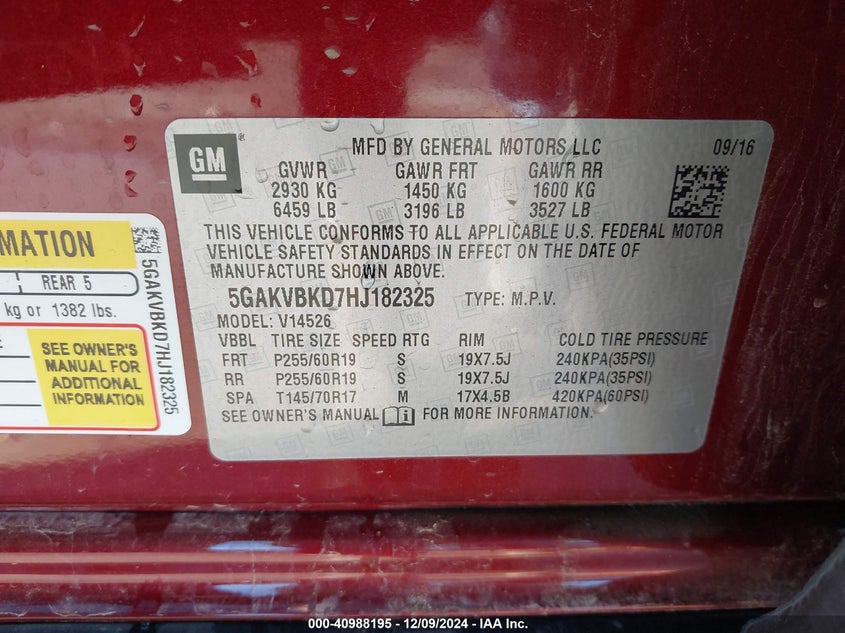 GM
MFD BY GENERAL MOTORS LLC 09/16
GVWR GAWR FRT GAWR RR
2930 KG 1450 KG 1600 KG
6459 LB 3196 LB 3527 LB
THIS VEHICLE CONFORMS TO ALL APPLICABLE U.S. FEDERAL MOTOR
VEHICLE SAFETY STANDARDS IN EFFECT ON THE DATE OF
MANUFACTURE SHOWN ABOVE.
5GAKVBKD7HJ182325 TYPE: M.P.V.
MODEL: V14526
VBBL TIRE SIZE SPEED RTG RIM COLD TIRE PRESSURE
FRT P255/60R19 S 19X7.5J 240KPA(35PSI)
RR P255/60R19 S 19X7.5J 240KPA(35PSI)
SPA T145/70R17 M 17X4.5B 420KPA(60PSI)
SEE OWNER'S MANUAL FOR MORE INFORMATION.
MATION
REAR 5
kg or 1382 lbs.
SEE OWNER'S
MANUAL FOR
ADDITIONAL
INFORMATION
5GAKVBKD7HJ182325
000-40988195 - 12/09/2024 - IAA Inc.